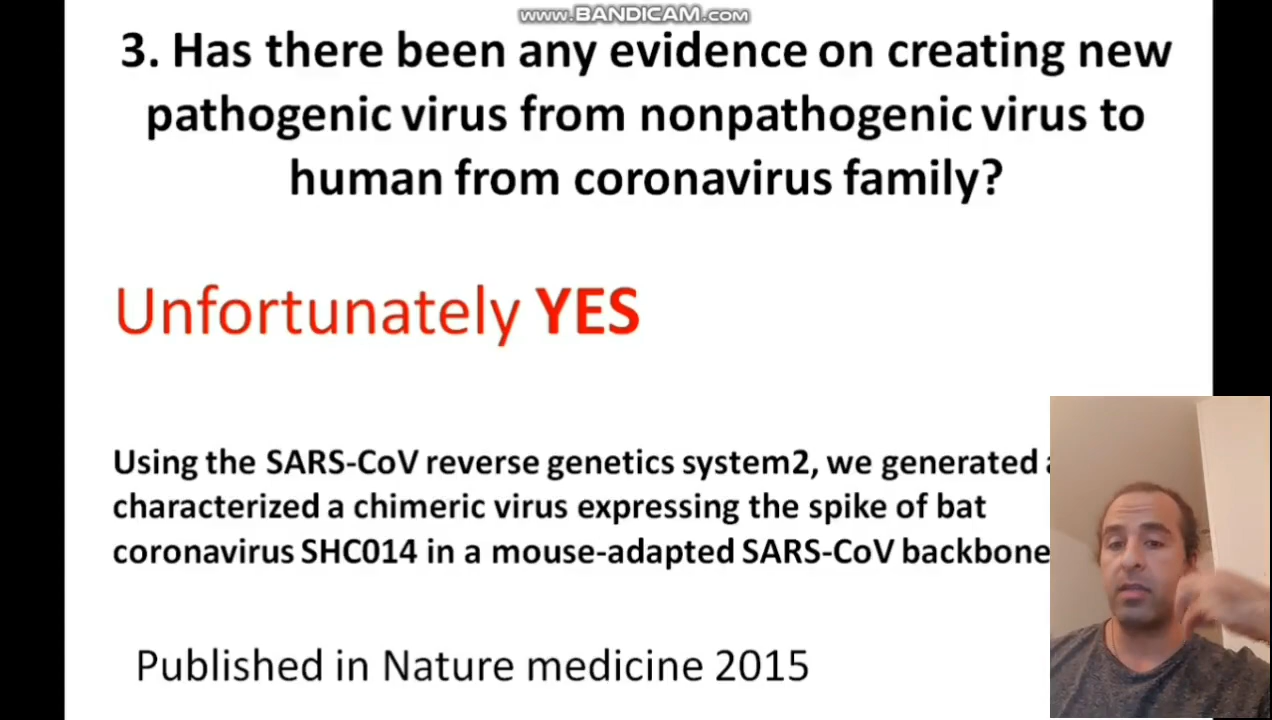 www.BANDICAM.com
3. Has there been any evidence on creating new
pathogenic virus from nonpathogenic virus to
human from coronavirus family?
Unfortunately YES
Using the SARS-CoV reverse genetics system2, we generated
characterized a chimeric virus expressing the spike of bat
coronavirus SHC014 in a mouse-adapted SARS-CoV backbone
Published in Nature medicine 2015